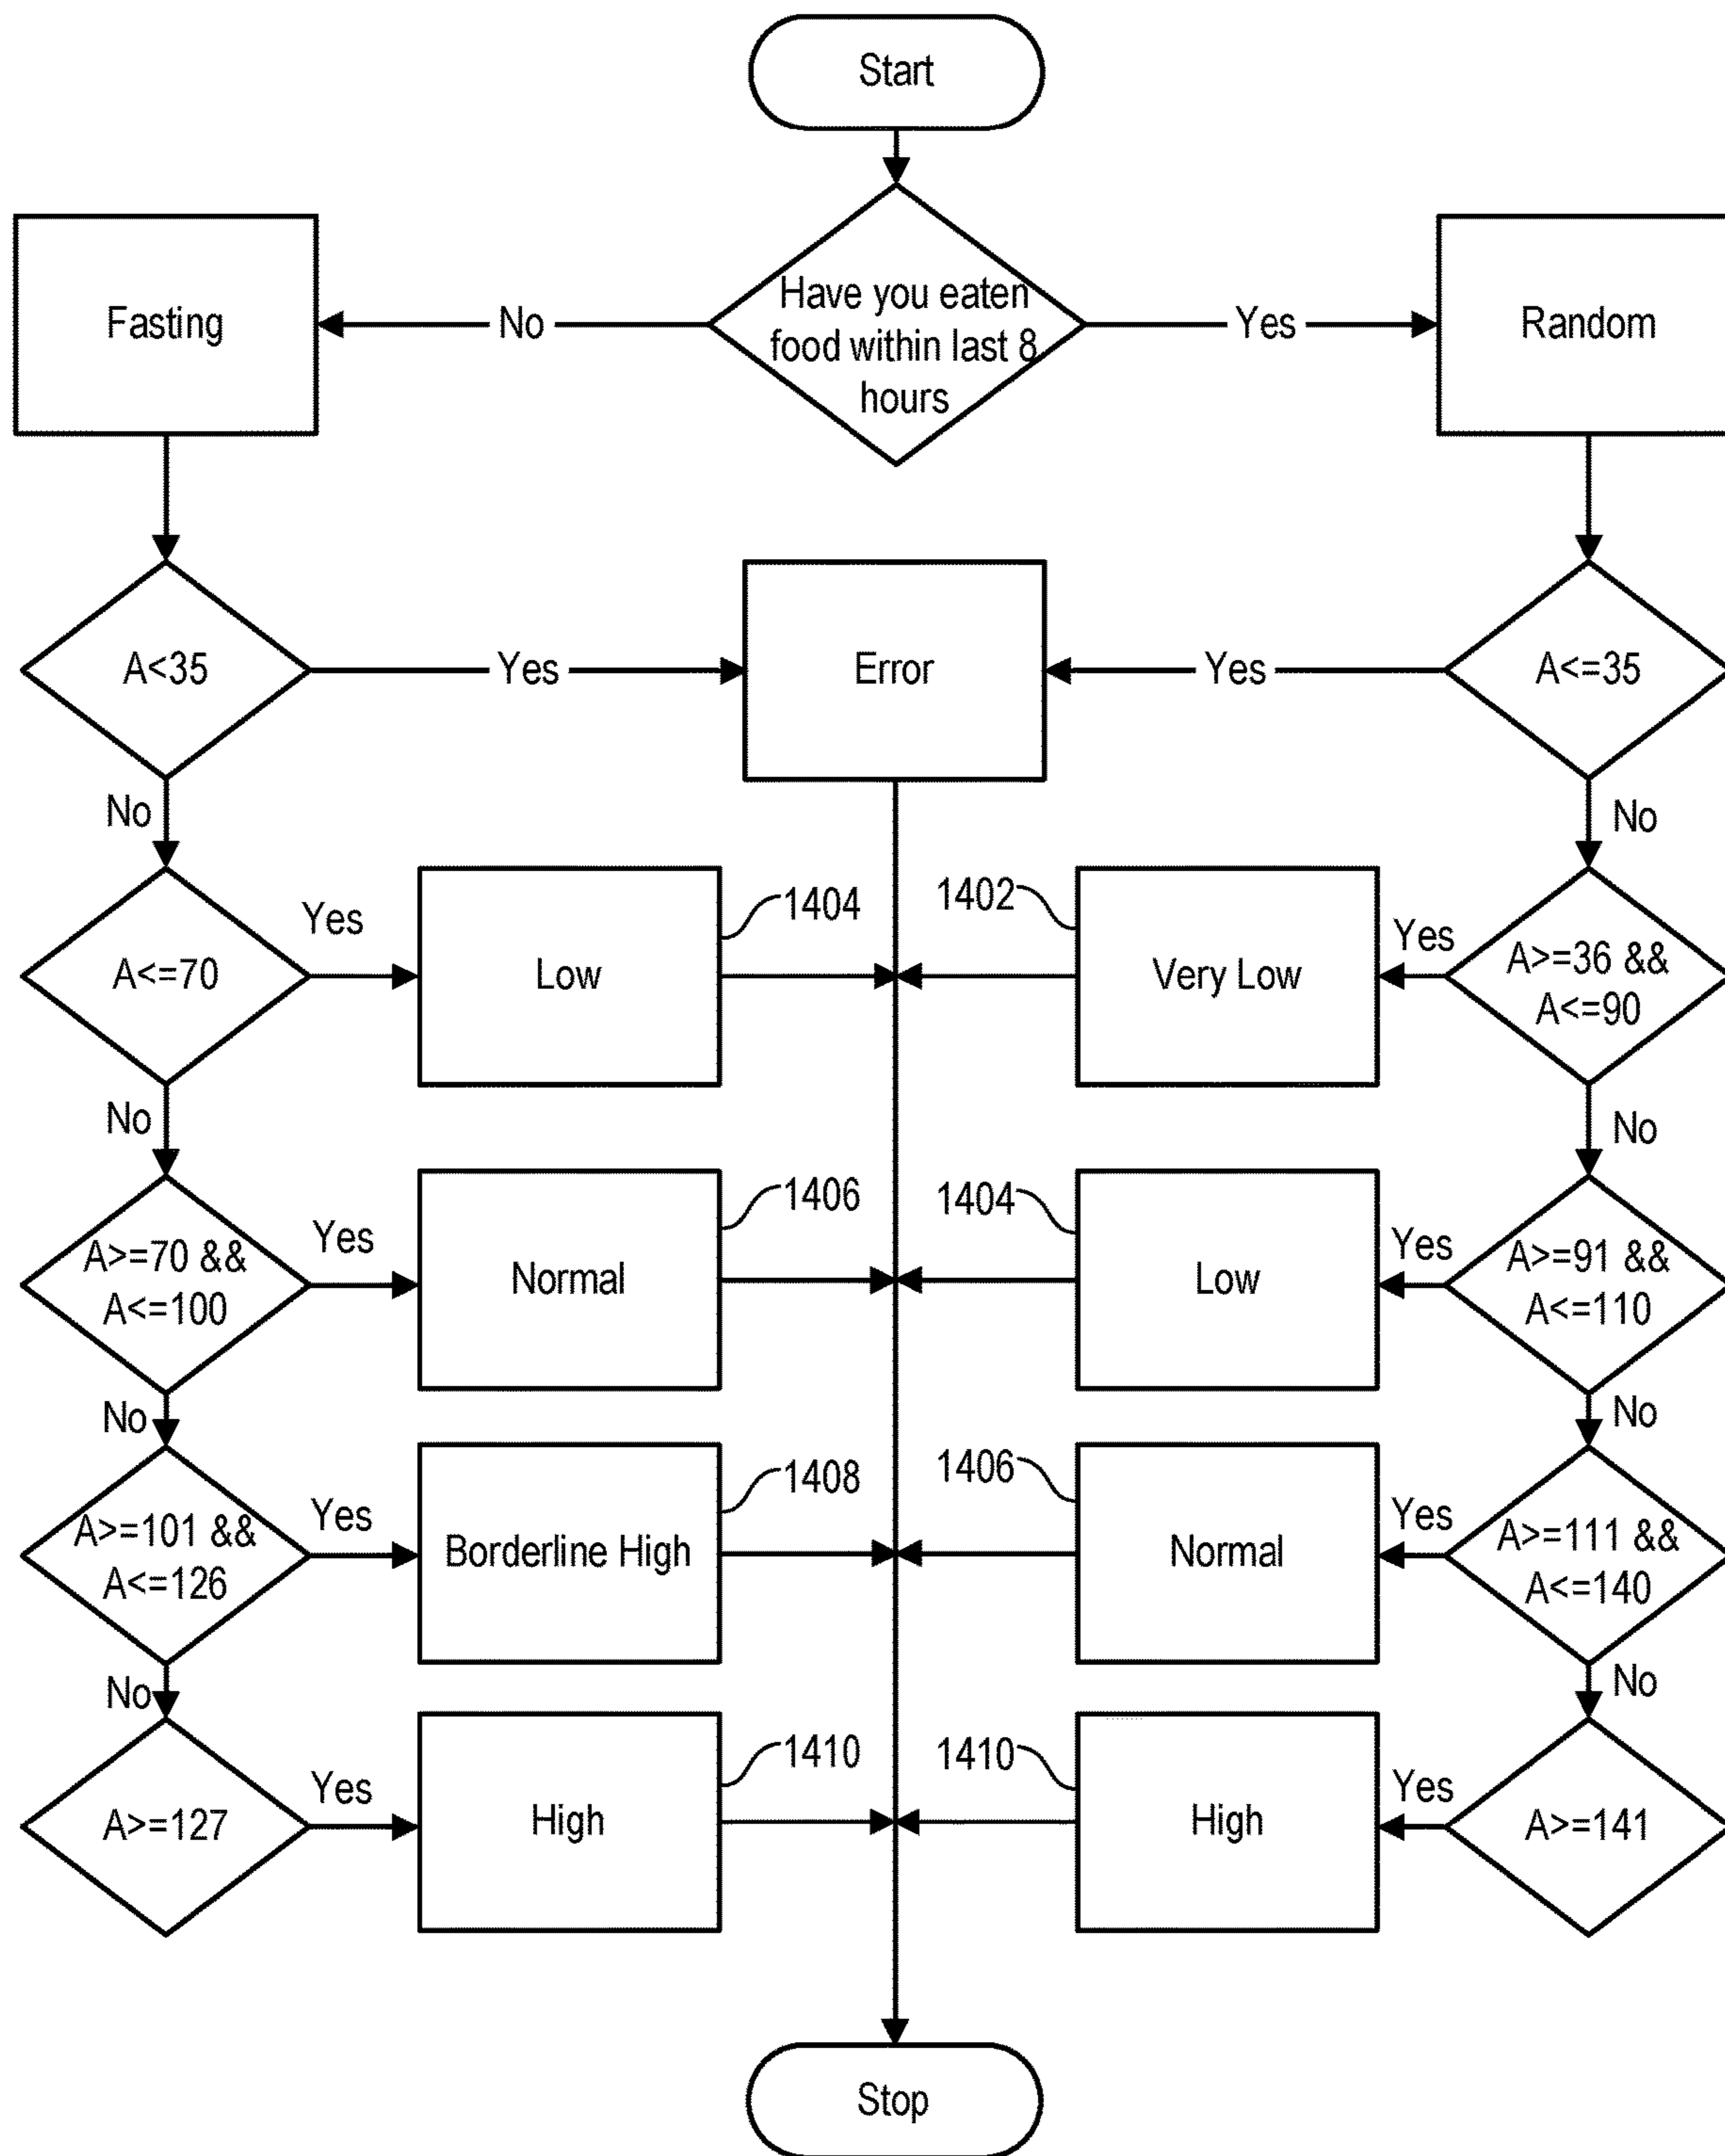 Start
Fasting
No
Have you eaten
food within last 8
hours
Yes
Random
A<35
Yes
Error
Yes
A<=35
No
No
A<=70
Yes
Low
1404
1402
Very Low
Yes
A>=36 &&
A<=90
No
No
A>=70 &&
A<=100
Yes
Normal
1406
1404
Low
Yes
A>=91 &&
A<=110
No
No
A>=101 &&
A<=126
Yes
Borderline High
1408
1406
Normal
Yes
A>=111 &&
A<=140
No
No
A>=127
Yes
High
1410
1410
High
Yes
A>=141
Stop